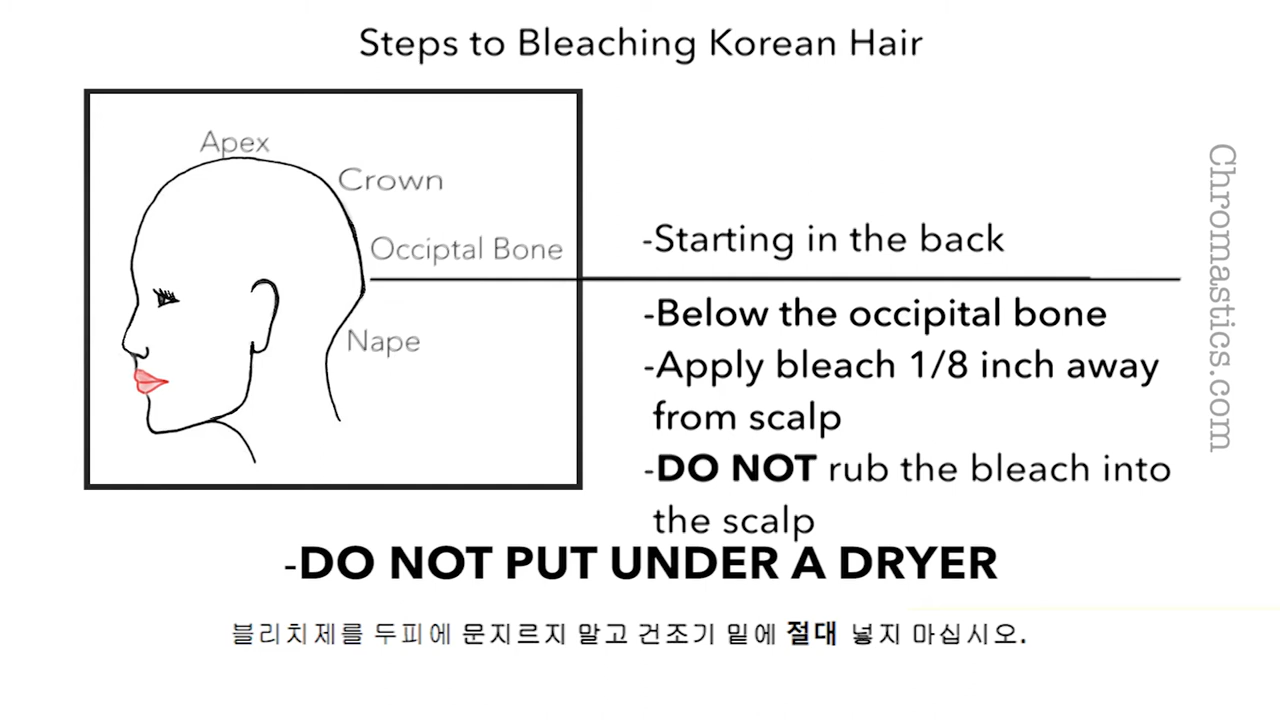 Steps to Bleaching Korean Hair
Apex
Crown
Occiptal Bone
Nape
-Starting in the back
-Below the occipital bone
-Apply bleach 1/8 inch away
from scalp
-DO NOT rub the bleach into
the scalp
-DO NOT PUT UNDER A DRYER
블리치제를 두피에 문지르지 말고 건조기 밑에 절대 넣지 마십시오.
Chromastics.com